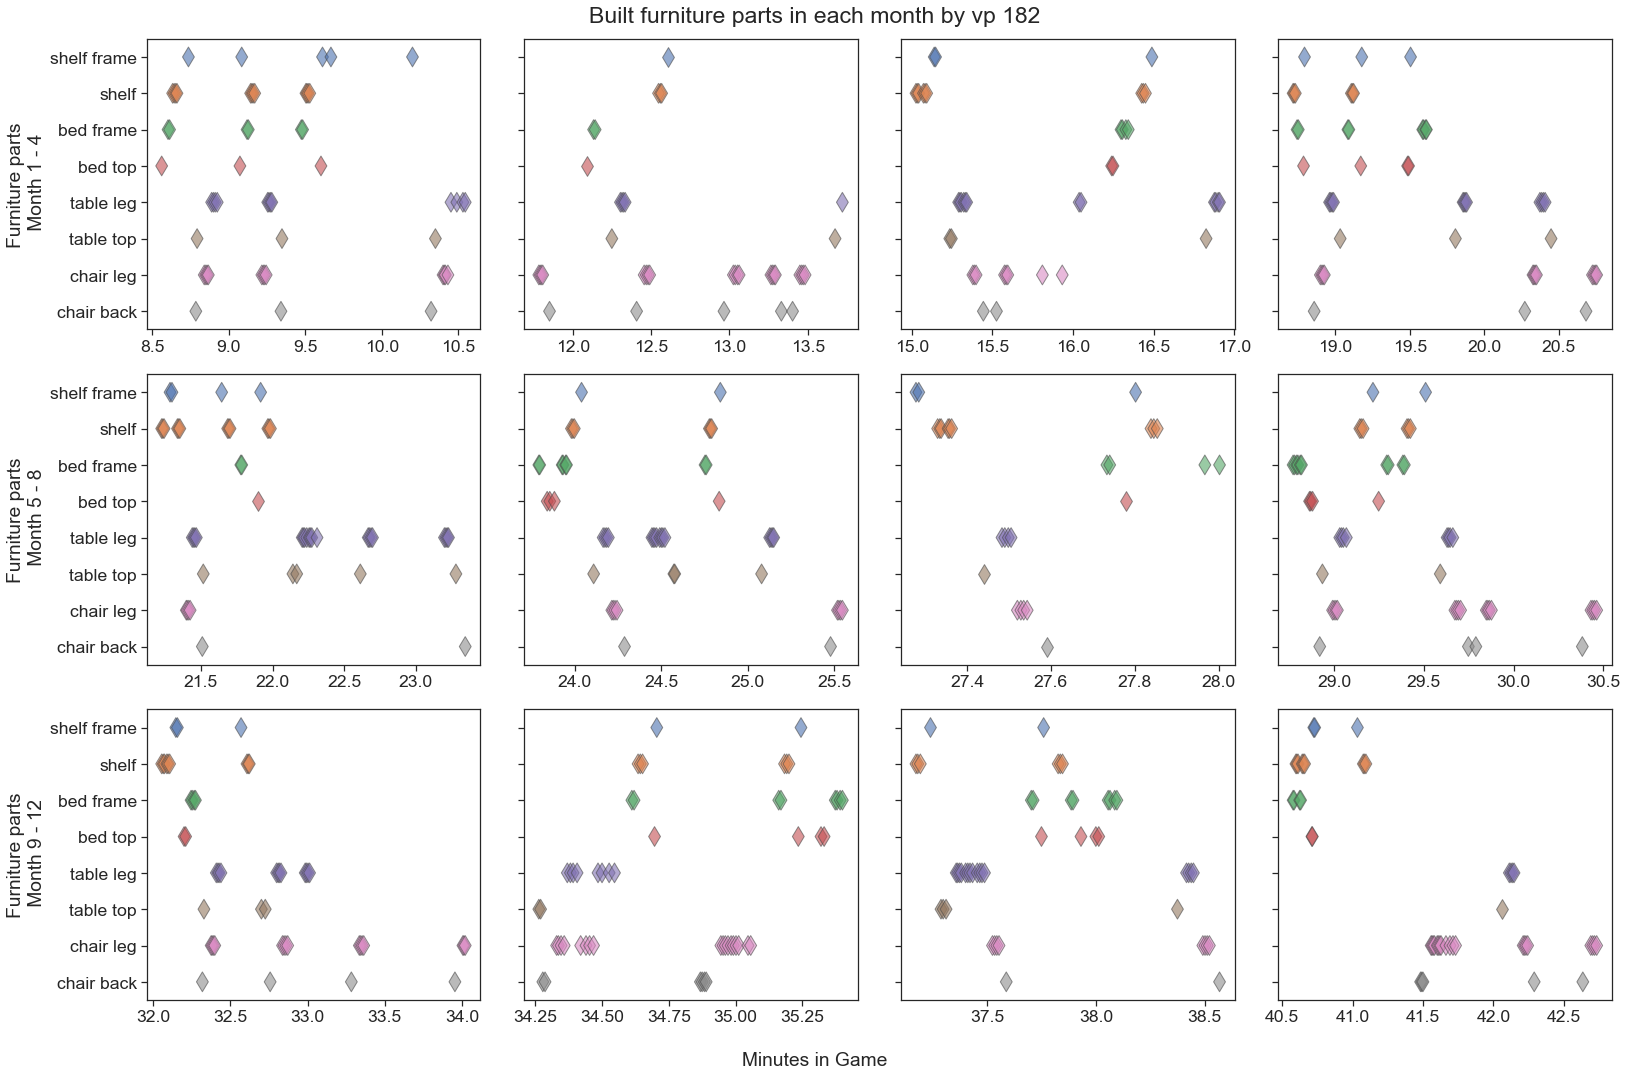 Built furniture parts in each month by vp 182
Furniture parts
Month 1 - 4
shelf frame
shelf
bed frame
bed top
table leg
table top
chair leg
chair back
8.5 9.0 9.5 10.0 10.5
12.0 12.5 13.0 13.5
15.0 15.5 16.0 16.5 17.0
19.0 19.5 20.0 20.5
Furniture parts
Month 5 - 8
shelf frame
shelf
bed frame
bed top
table leg
table top
chair leg
chair back
21.5 22.0 22.5 23.0
24.0 24.5 25.0 25.5
27.4 27.6 27.8 28.0
29.0 29.5 30.0 30.5
Furniture parts
Month 9 - 12
shelf frame
shelf
bed frame
bed top
table leg
table top
chair leg
chair back
32.0 32.5 33.0 33.5 34.0
34.25 34.50 34.75 35.00 35.25
37.5 38.0 38.5
40.5 41.0 41.5 42.0 42.5
Minutes in Game